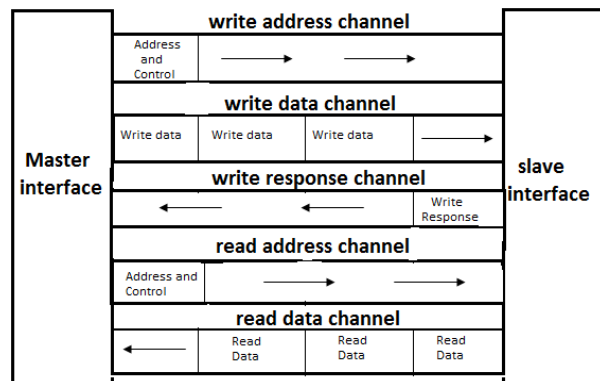 write address channel
Address
and
Control
write data channel
Write data Write data Write data
Master
interface
slave
interface
write response channel
Write
Response
read address channel
Address and
Control
read data channel
Read
Data
Read
Data
Read
Data